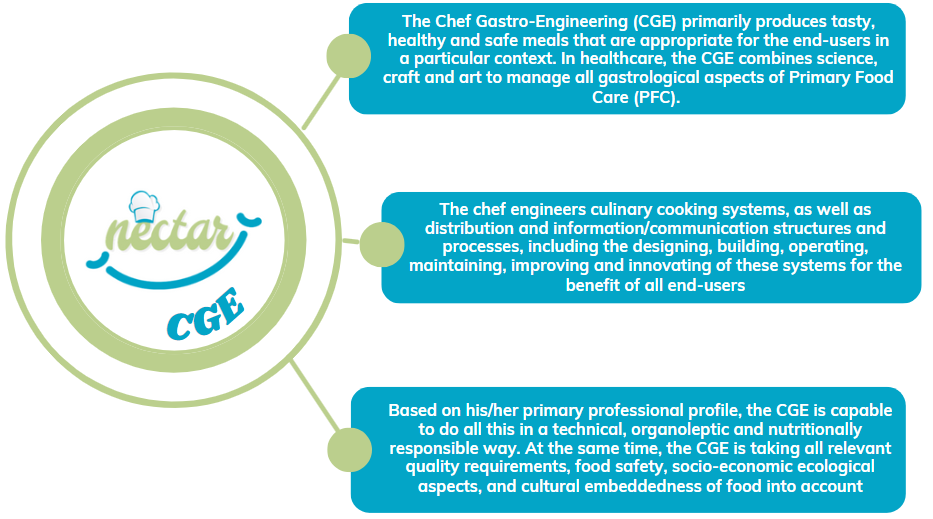 The Chef Gastro-Engineering (CGE) primarily produces tasty,
healthy and safe meals that are appropriate for the end-users in
a particular context. In healthcare, the CGE combines science,
craft and art to manage all gastrological aspects of Primary Food
Care (PFC).
nectar
CGE
The chef engineers culinary cooking systems, as well as
distribution and information/communication structures and
processes, including the designing, building, operating,
maintaining, improving and innovating of these systems for the
benefit of all end-users
Based on his/her primary professional profile, the CGE is capable
to do all this in a technical, organoleptic and nutritionally
responsible way. At the same time, the CGE is taking all relevant
quality requirements, food safety, socio-economic ecological
aspects, and cultural embeddedness of food into account